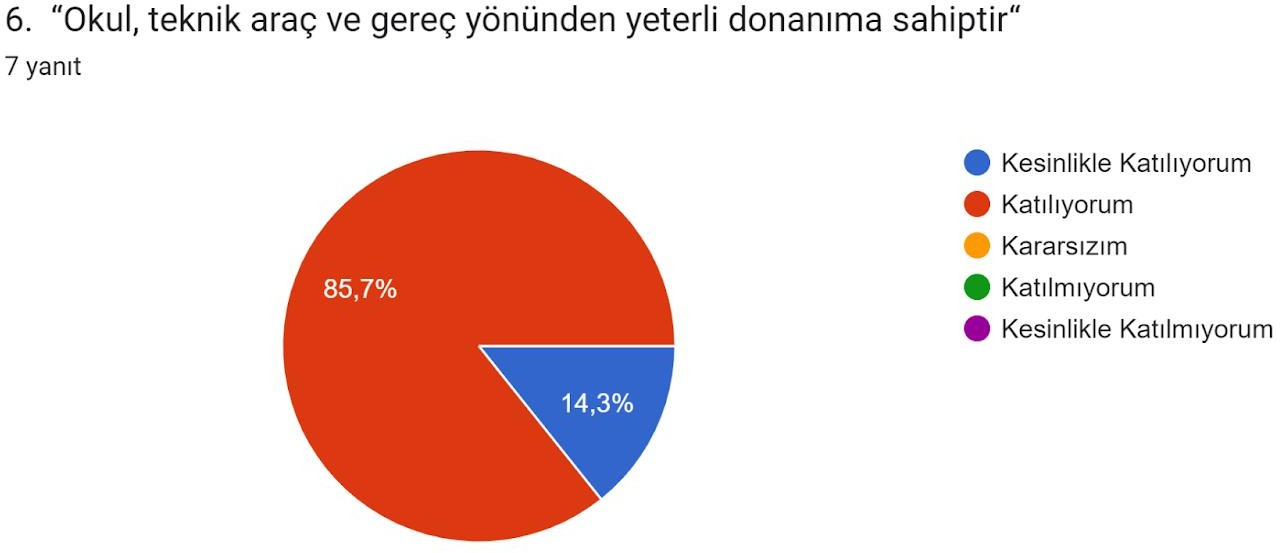 6. “Okul, teknik araç ve gereç yönünden yeterli donanıma sahiptir“
7 yanıt
85,7%
14,3%
Kesinlikle Katılıyorum
Katılıyorum
Kararsızım
Katılmıyorum
Kesinlikle Katılmıyorum